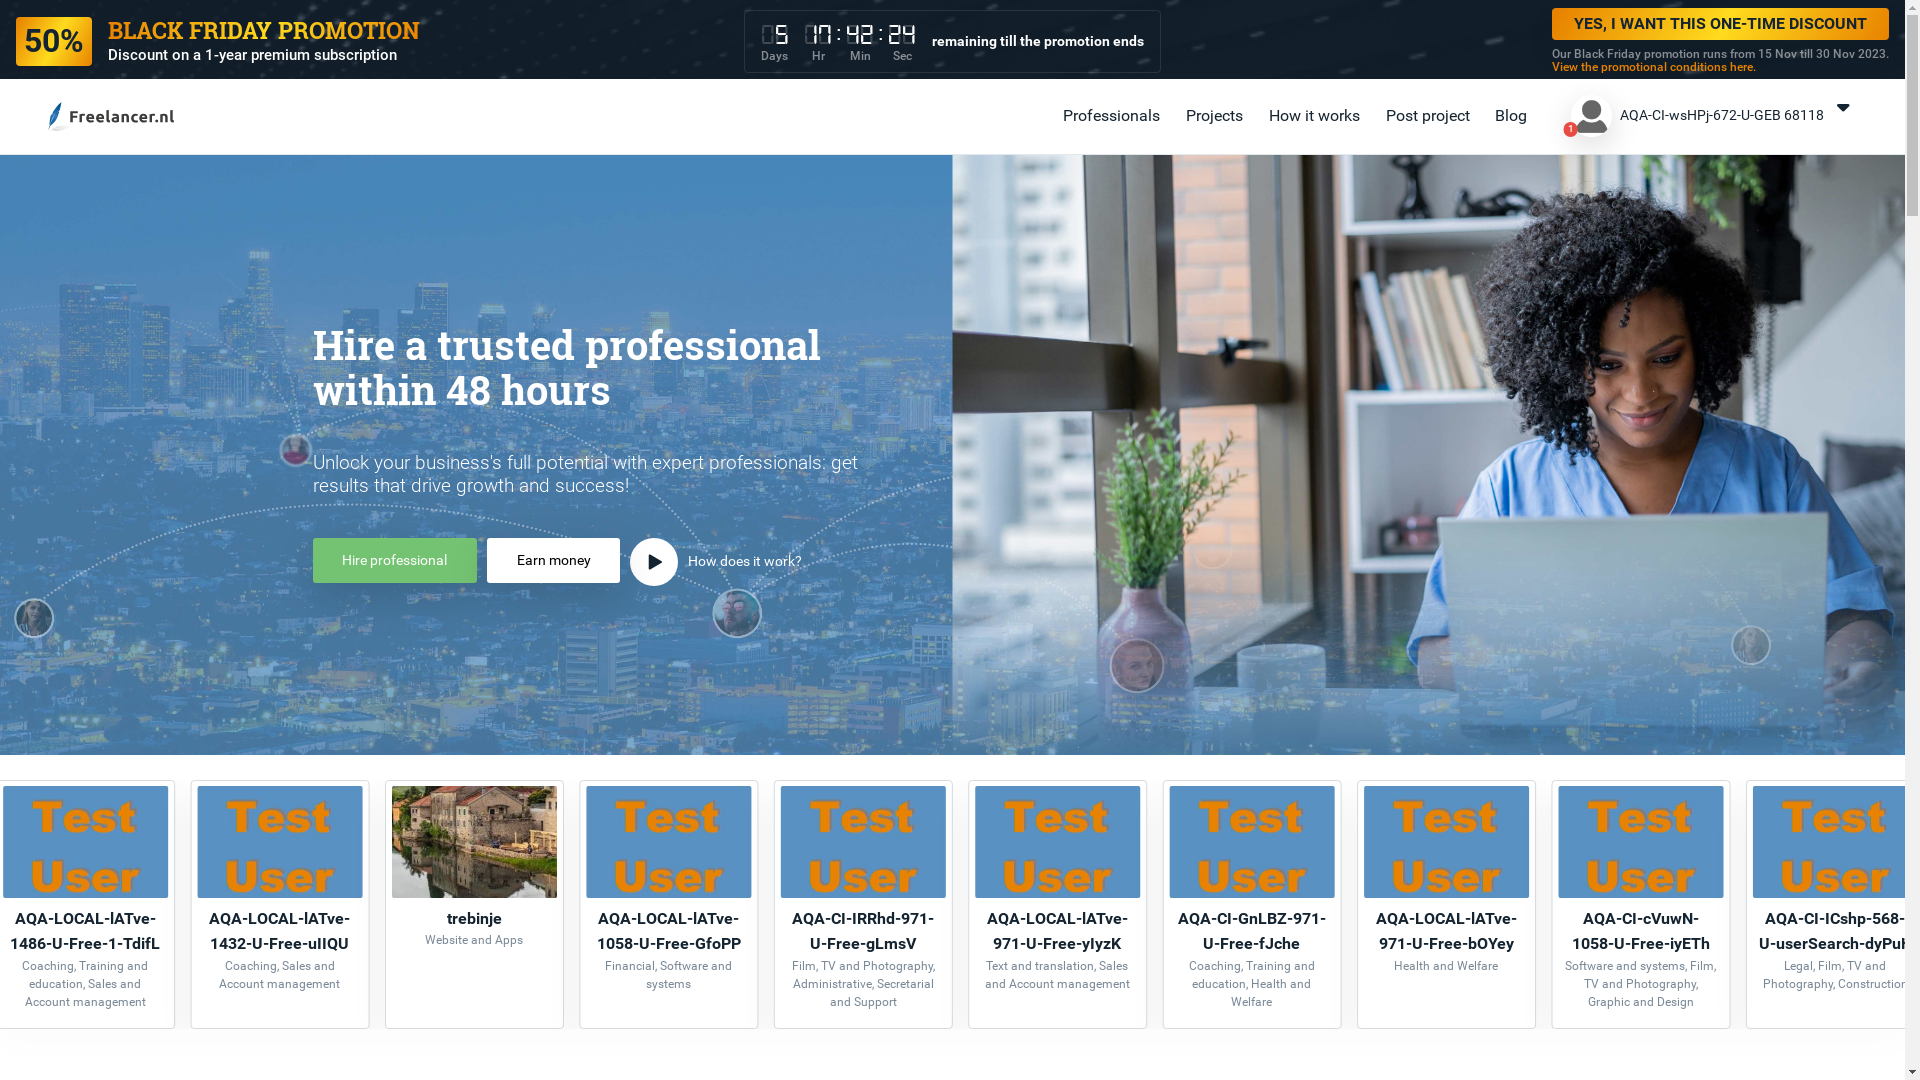 50%
BLACK FRIDAY PROMOTION
Discount on a 1-year premium subscription
5 17 : 42 : 24
Days Hr Min Sec
remaining till the promotion ends
YES, I WANT THIS ONE-TIME DISCOUNT
Our Black Friday promotion runs from 15 Nov till 30 Nov 2023.
View the promotional conditions here.
Freelancer.nl
Professionals
Projects
How it works
Post project
Blog
1
AQA-CI-wsHPj-672-U-GEB 68118
Hire a trusted professional
within 48 hours
Unlock your business's full potential with expert professionals: get
results that drive growth and success!
Hire professional
Earn money
How does it work?
Test
User
AQA-LOCAL-lATve-
1486-U-Free-1-TdifL
Coaching, Training and
education, Sales and
Account management
Test
User
AQA-LOCAL-lATve-
1432-U-Free-uIIQU
Coaching, Sales and
Account management
trebinje
Website and Apps
Test
User
AQA-LOCAL-lATve-
1058-U-Free-GfoPP
Financial, Software and
systems
Test
User
AQA-CI-IRRhd-971-
U-Free-gLmsV
Film, TV and Photography,
Administrative, Secretarial
and Support
Test
User
AQA-LOCAL-lATve-
971-U-Free-yIyzK
Text and translation, Sales
and Account management
Test
User
AQA-CI-GnLBZ-971-
U-Free-fJche
Coaching, Training and
education, Health and
Welfare
Test
User
AQA-LOCAL-lATve-
971-U-Free-bOYey
Health and Welfare
Test
User
AQA-CI-cVuwN-
1058-U-Free-iyETh
Software and systems, Film,
TV and Photography,
Graphic and Design
Test
User
AQA-CI-ICshp-568-
U-userSearch-dyPu
Legal, Film, TV and
Photography, Construction